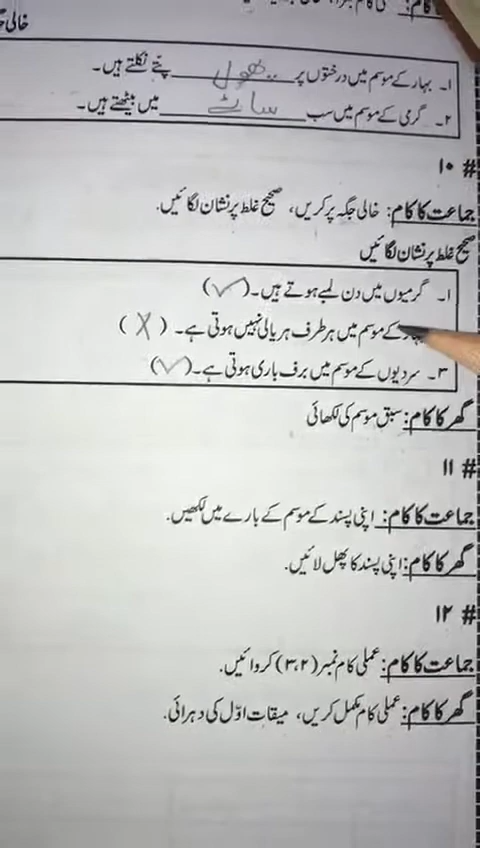 خالی جگہ
۱۔ بہار کے موسم میں درختوں پر پھول پتے نکلتے ہیں۔
۲۔ گرمی کے موسم میں سب سائے میں بیٹھتے ہیں۔
# ۱۰
جماعت کا کام: خالی جگہ پر کریں، صحیح غلط پر نشان لگائیں۔
صحیح غلط پر نشان لگائیں
۱۔ گرمیوں میں دن لمبے ہوتے ہیں۔ (✓)
کے موسم میں ہر طرف ہریالی نہیں ہوتی ہے۔ (X)
۳۔ سردیوں کے موسم میں برف باری ہوتی ہے۔ (✓)
گھر کا کام: سبق موسم کی لکھائی
# ۱۱
جماعت کا کام: اپنی پسند کے موسم کے بارے میں لکھیں۔
گھر کا کام: اپنی پسند کا پھل لائیں۔
# ۱۲
جماعت کا کام: عملی کام نمبر (۳،۲) کروائیں۔
گھر کا کام: عملی کام مکمل کریں، میقات اوّل کی دہرائی۔